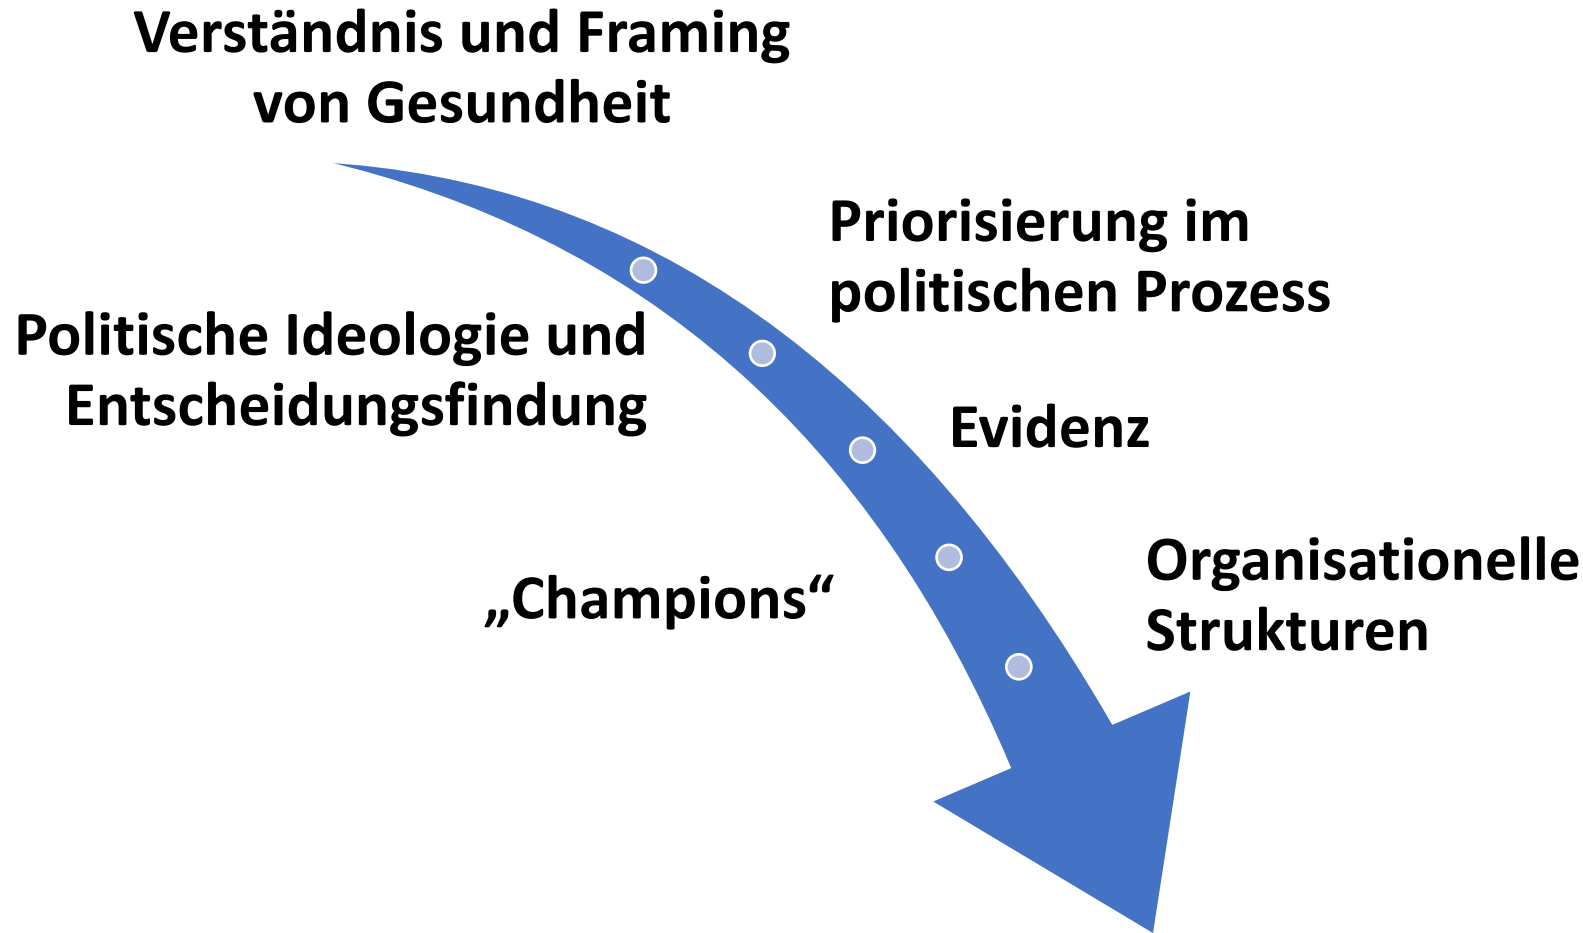 Verständnis und Framing
von Gesundheit
Priorisierung im
politischen Prozess
Politische Ideologie und
Entscheidungsfindung
Evidenz
„Champions“
Organisationelle
Strukturen